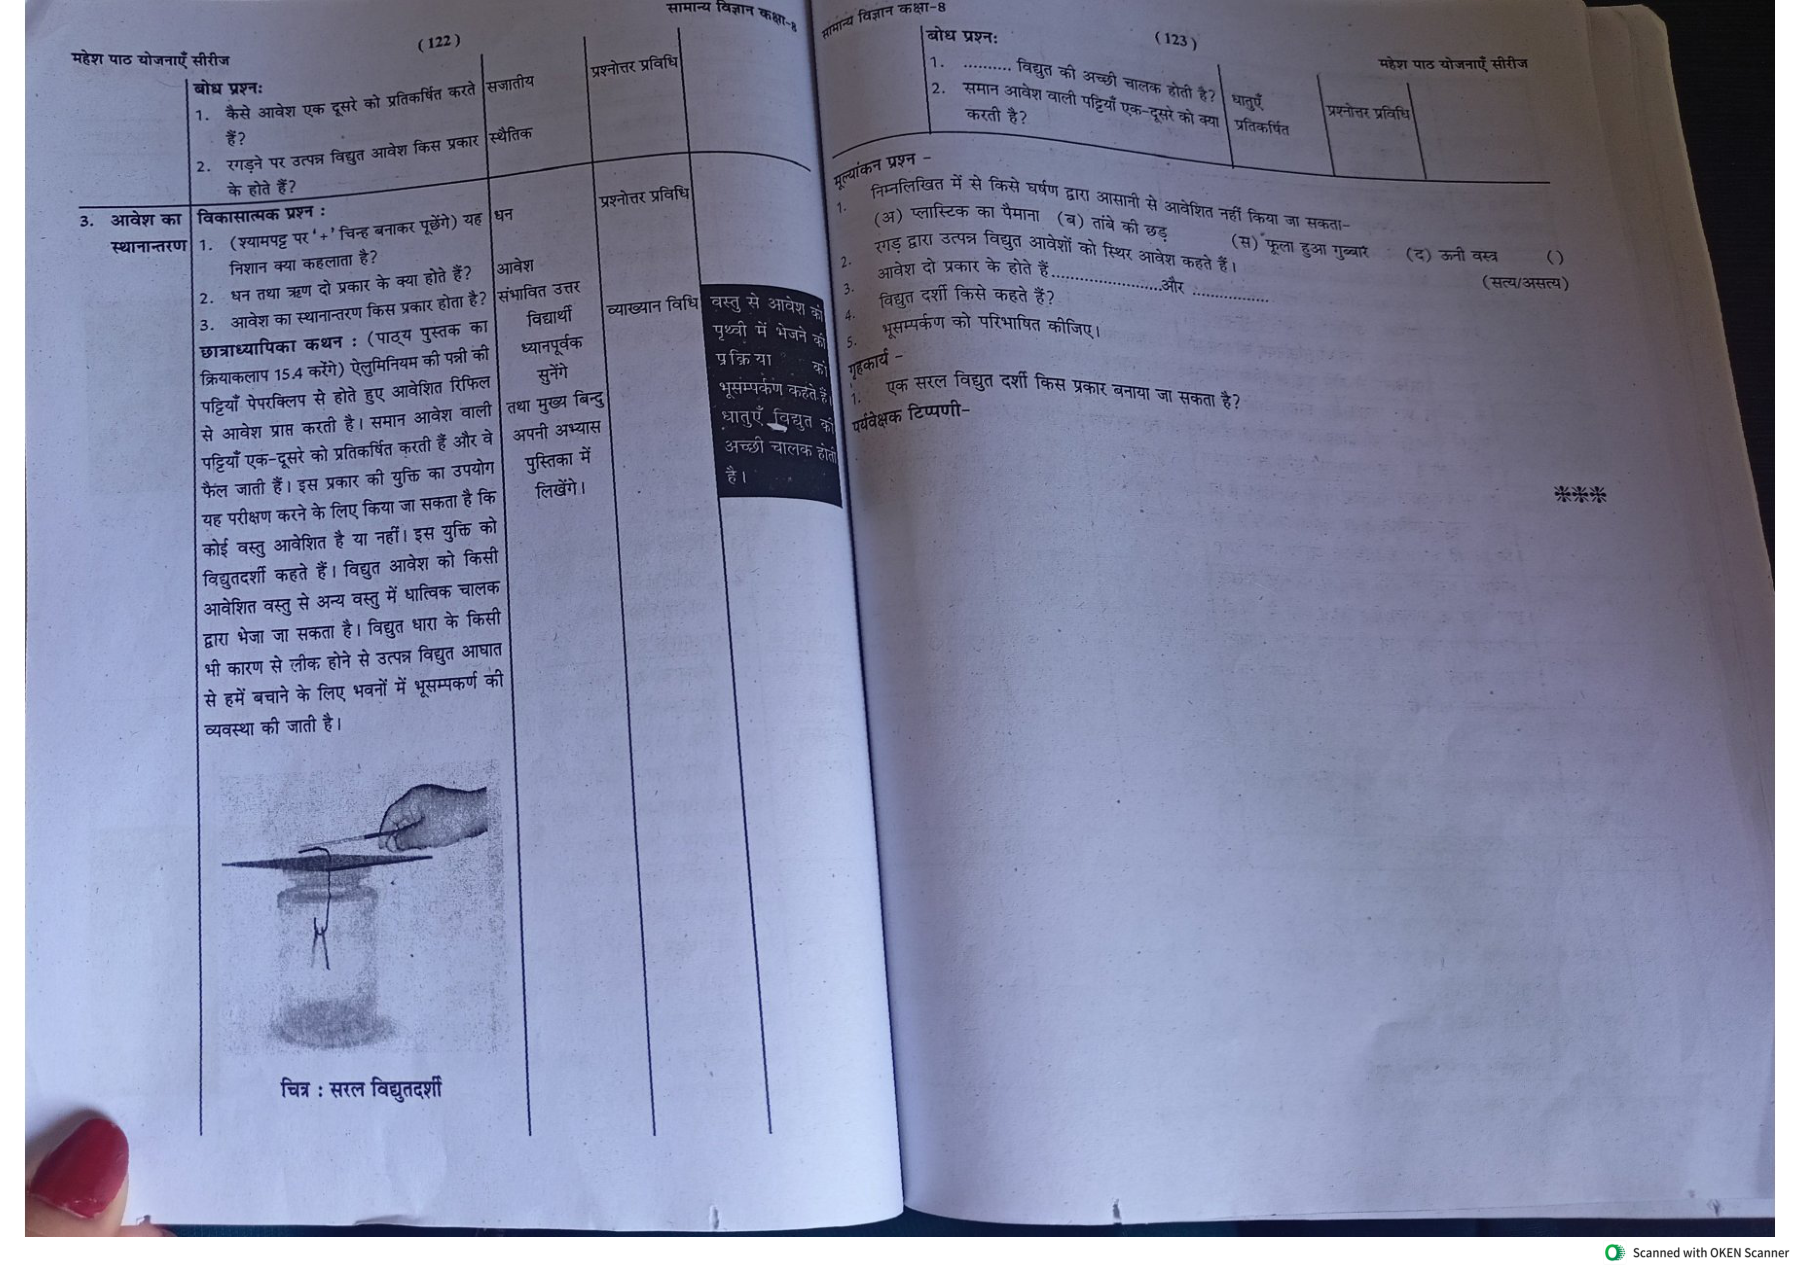 महेश पाठ योजनाएँ सीरीज
(122)
सामान्य विज्ञान कक्षा-8
बोध प्रश्न:
1. कैसे आवेश एक दूसरे को प्रतिकर्षित करते हैं?
सजातीय
प्रश्नोत्तर प्रविधि
2. रगड़ने पर उत्पन्न विद्युत आवेश किस प्रकार के होते हैं?
स्थैतिक
3. आवेश का
स्थानान्तरण
विकासात्मक प्रश्न :
1. (श्यामपट्ट पर '+' चिन्ह बनाकर पूछेंगे) यह
निशान क्या कहलाता है?
2. धन तथा ऋण दो प्रकार के क्या होते हैं?
3. आवेश का स्थानान्तरण किस प्रकार होता है?
छात्राध्यापिका कथन : (पाठ्य पुस्तक का
क्रियाकलाप 15.4 करेंगे) ऐलुमिनियम की पन्नी की
पट्टियाँ पेपरक्लिप से होते हुए आवेशित रिफिल
से आवेश प्राप्त करती है। समान आवेश वाली
पट्टियाँ एक-दूसरे को प्रतिकर्षित करती हैं और वे
फैल जाती हैं। इस प्रकार की युक्ति का उपयोग
यह परीक्षण करने के लिए किया जा सकता है कि
कोई वस्तु आवेशित है या नहीं। इस युक्ति को
विद्युतदर्शी कहते हैं। विद्युत आवेश को किसी
आवेशित वस्तु से अन्य वस्तु में धात्विक चालक
द्वारा भेजा जा सकता है। विद्युत धारा के किसी
भी कारण से लीक होने से उत्पन्न विद्युत आघात
से हमें बचाने के लिए भवनों में भूसम्पकर्ण की
व्यवस्था की जाती है।
चित्र : सरल विद्युतदर्शी
धन
आवेश
संभावित उत्तर
विद्यार्थी
ध्यानपूर्वक
सुनेंगे
तथा मुख्य बिन्दु
अपनी अभ्यास
पुस्तिका में
लिखेंगे।
प्रश्नोत्तर प्रविधि
व्याख्यान विधि
वस्तु से आवेश को
पृथ्वी में भेजने की
प्रक्रिया को
भूसम्पर्कण कहते है।
धातुएँ विद्युत की
अच्छी चालक होती
है।
सामान्य विज्ञान कक्षा-8
(123)
महेश पाठ योजनाएँ सीरीज
बोध प्रश्न:
1. .......... विद्युत की अच्छी चालक होती है?
2. समान आवेश वाली पट्टियाँ एक-दूसरे को क्या
करती है?
धातुएँ
प्रतिकर्षित
प्रश्नोत्तर प्रविधि
मूल्यांकन प्रश्न -
1. निम्नलिखित में से किसे घर्षण द्वारा आसानी से आवेशित नहीं किया जा सकता-
(अ) प्लास्टिक का पैमाना (ब) तांबे की छड़ (स) फूला हुआ गुब्बारे (द) ऊनी वस्त्र ()
2. रगड़ द्वारा उत्पन्न विद्युत आवेशों को स्थिर आवेश कहते हैं। (सत्य/असत्य)
3. आवेश दो प्रकार के होते हैं......................और ...............
4. विद्युत दर्शी किसे कहते हैं?
5. भूसम्पर्कण को परिभाषित कीजिए।
गृहकार्य -
1. एक सरल विद्युत दर्शी किस प्रकार बनाया जा सकता है?
पर्यवेक्षक टिप्पणी-
Scanned with OKEN Scanner